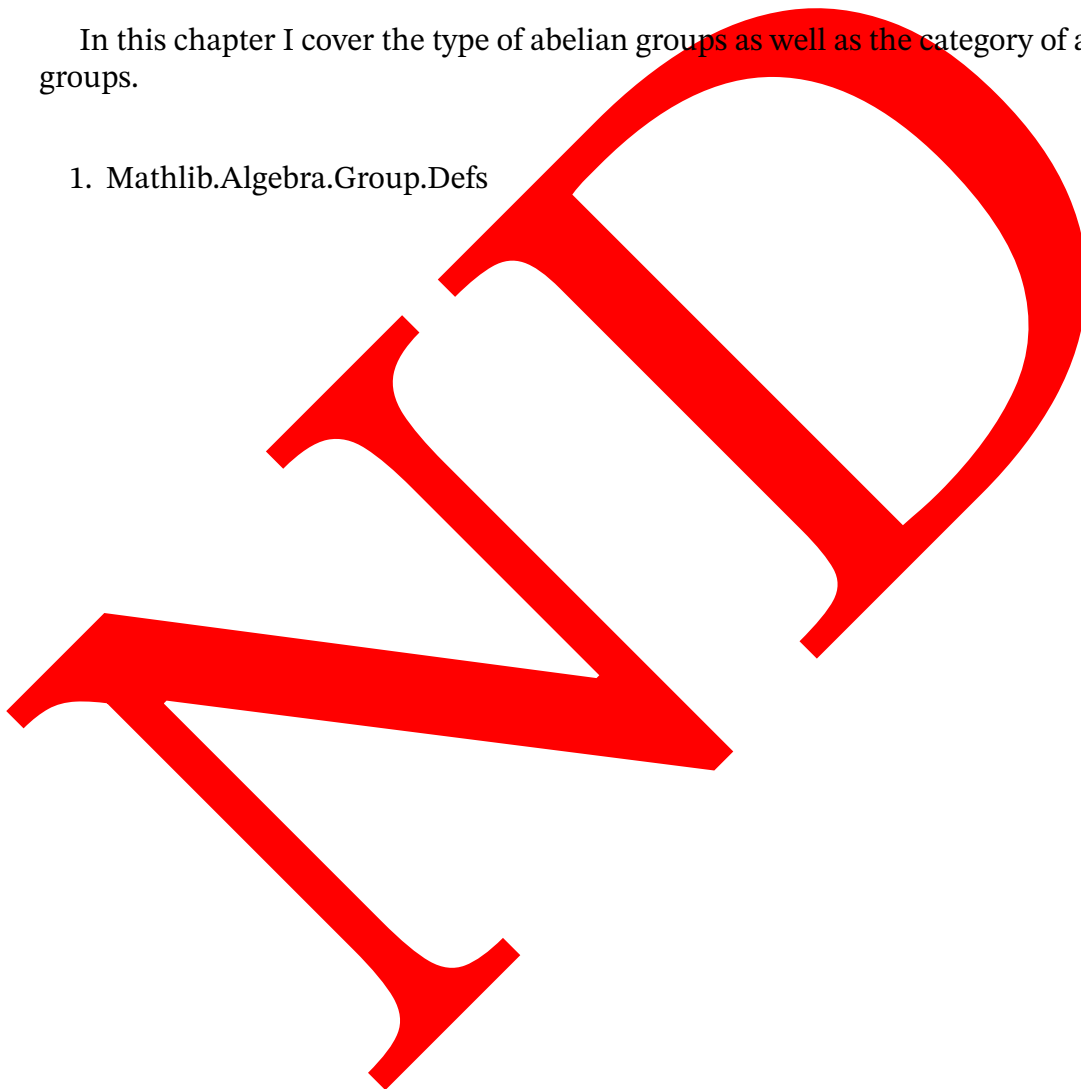 In this chapter I cover the type of abelian groups as well as the category of
groups.
1. Mathlib.Algebra.Group.Defs
ND